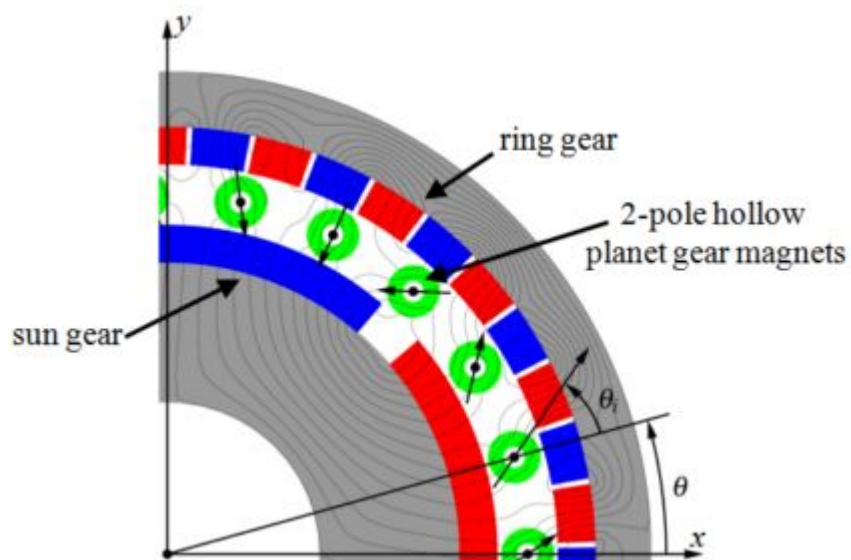 y
ring gear
2-pole hollow
planet gear magnets
sun gear
θi
θ
x